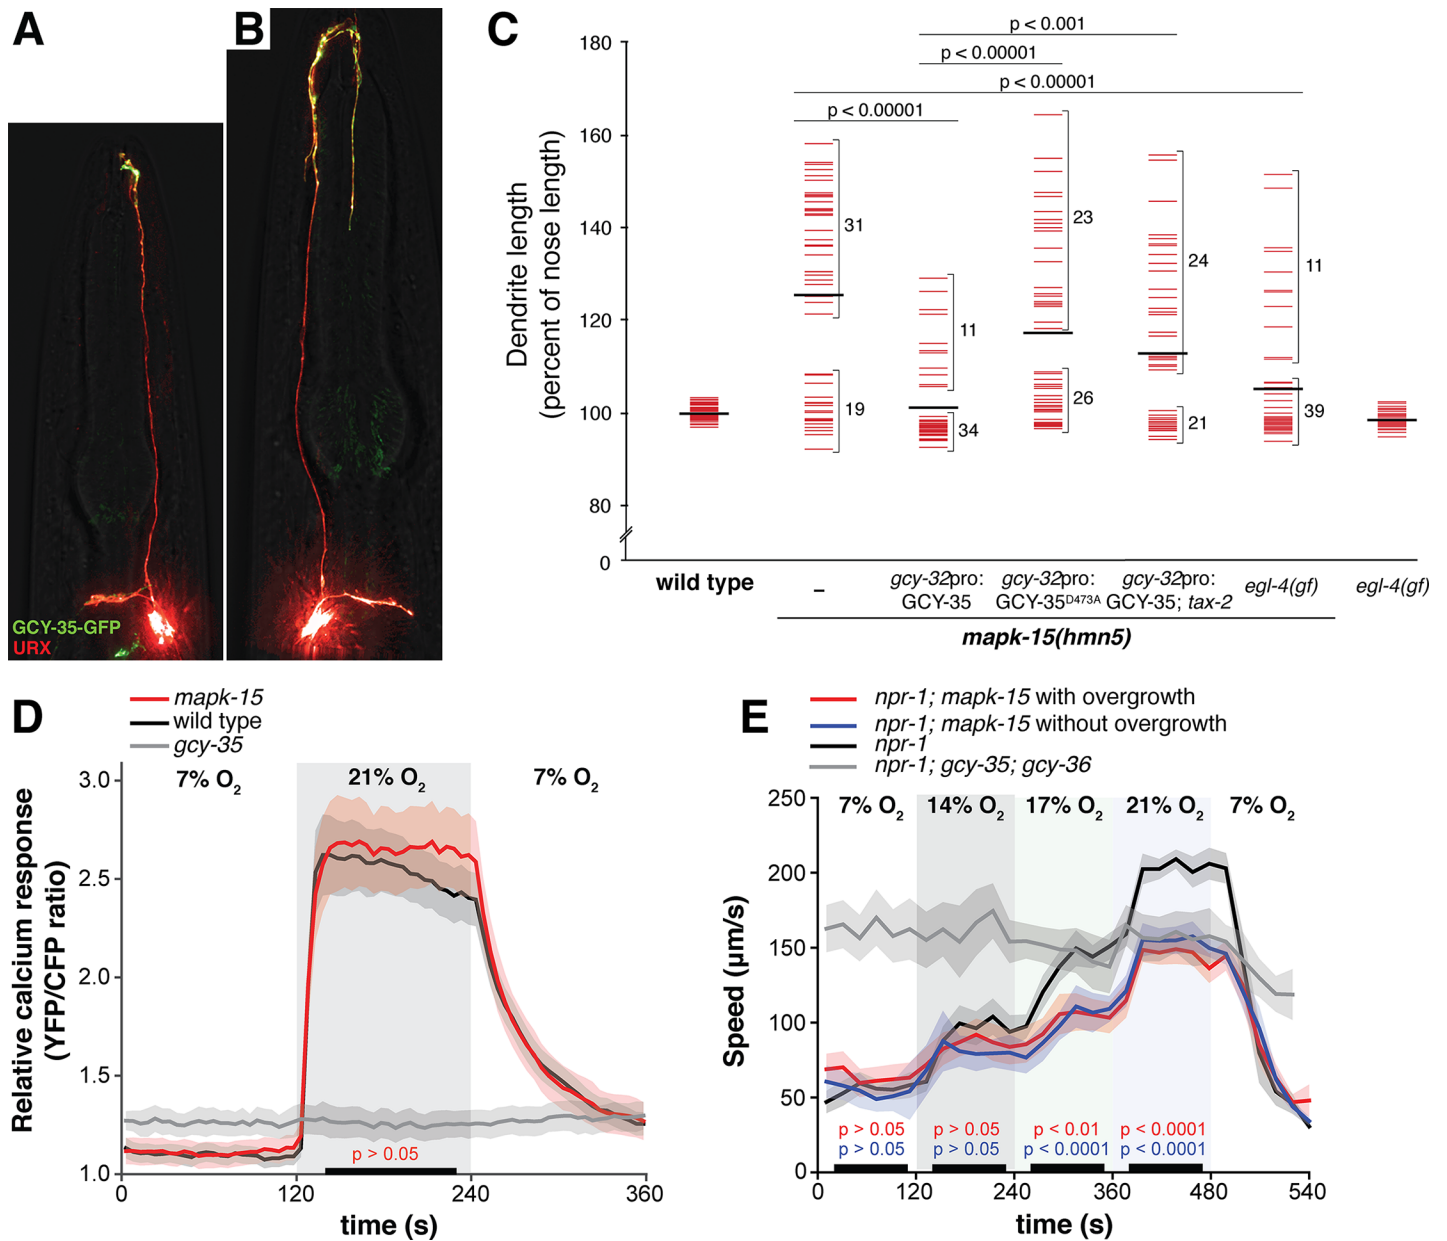 A
B
GCY-35-GFP
URX
C
p < 0.001
p < 0.00001
p < 0.00001
p < 0.00001
Dendrite length
(percent of nose length)
180
160
140
120
100
80
0
31
19
11
34
23
26
24
21
11
39
wild type
–
gcy-32pro:
GCY-35
gcy-32pro:
GCY-35D473A
gcy-32pro:
GCY-35; tax-2
egl-4(gf)
egl-4(gf)
mapk-15(hmn5)
D
mapk-15
wild type
gcy-35
7% O2
21% O2
7% O2
Relative calcium response
(YFP/CFP ratio)
3.0
2.5
2.0
1.5
1.0
p > 0.05
0
120
240
360
time (s)
E
npr-1; mapk-15 with overgrowth
npr-1; mapk-15 without overgrowth
npr-1
npr-1; gcy-35; gcy-36
7% O2
14% O2
17% O2
21% O2
7% O2
Speed (µm/s)
250
200
150
100
50
0
p > 0.05
p > 0.05
p < 0.01
p < 0.0001
p > 0.05
p > 0.05
p < 0.0001
p < 0.0001
0
120
240
360
480
540
time (s)